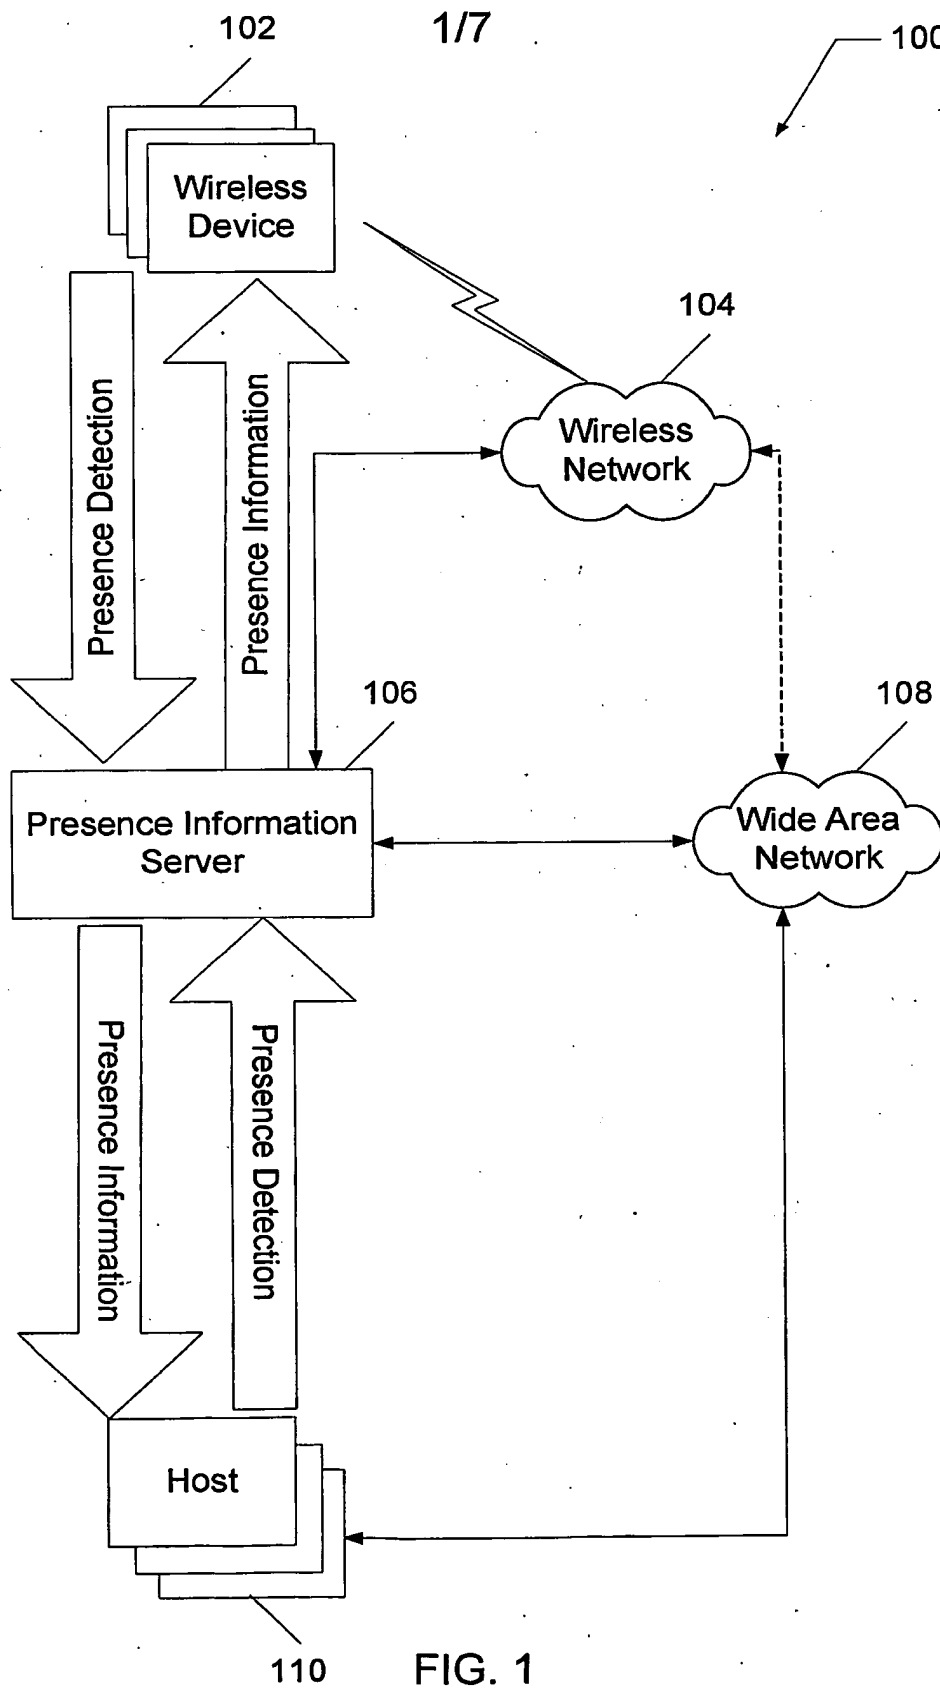 102
1/7
100
Wireless
Device
104
Wireless
Network
Presence Detection
Presence Information
106
108
Presence Information
Server
Wide Area
Network
Presence Information
Presence Detection
Host
110
FIG. 1